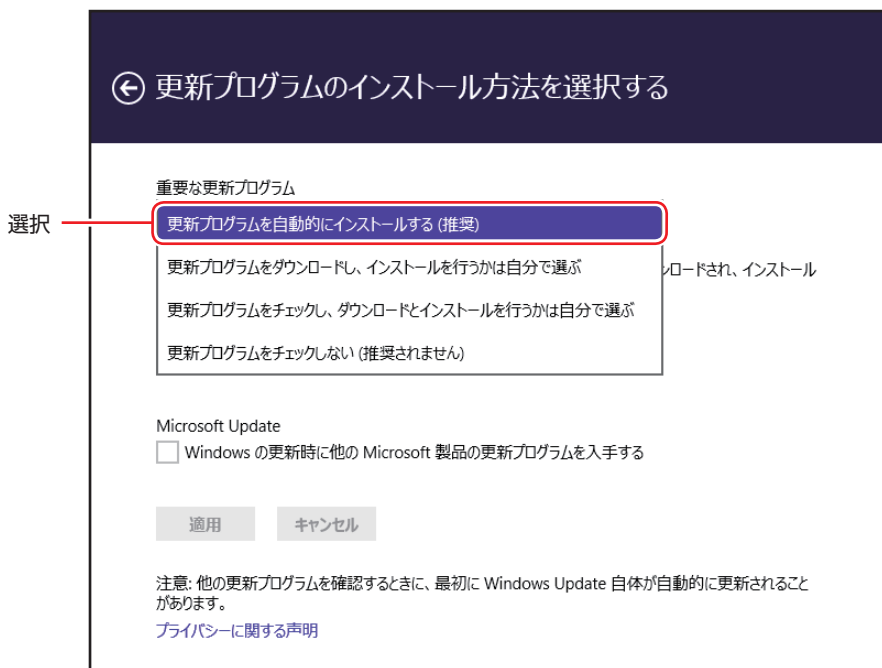 更新プログラムのインストール方法を選択する
重要な更新プログラム
選択
更新プログラムを自動的にインストールする (推奨)
更新プログラムをダウンロードし、インストールを行うかは自分で選ぶ
ンロードされ、インストール
更新プログラムをチェックし、ダウンロードとインストールを行うかは自分で選ぶ
更新プログラムをチェックしない (推奨されません)
Microsoft Update
Windows の更新時に他の Microsoft 製品の更新プログラムを入手する
適用 キャンセル
注意: 他の更新プログラムを確認するときに、最初に Windows Update 自体が自動的に更新されること
があります。
プライバシーに関する声明